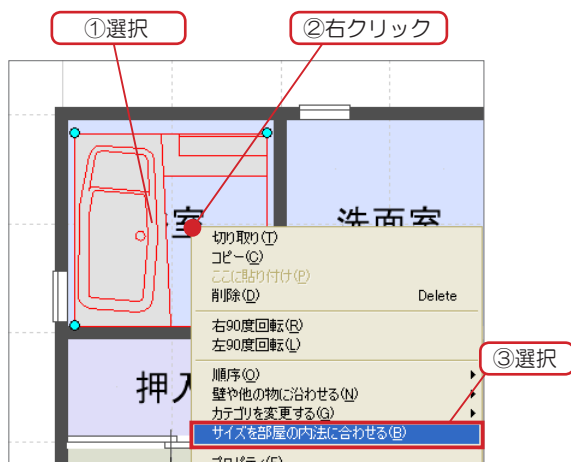 ①選択
②右クリック
室
洗面室
切り取り(T)
コピー(C)
ここに貼り付け(P)
削除(D) Delete
右90度回転(R)
左90度回転(L)
③選択
押入
順序(O)
壁や他の物に沿わせる(N)
カテゴリを変更する(G)
サイズを部屋の内法に合わせる(B)